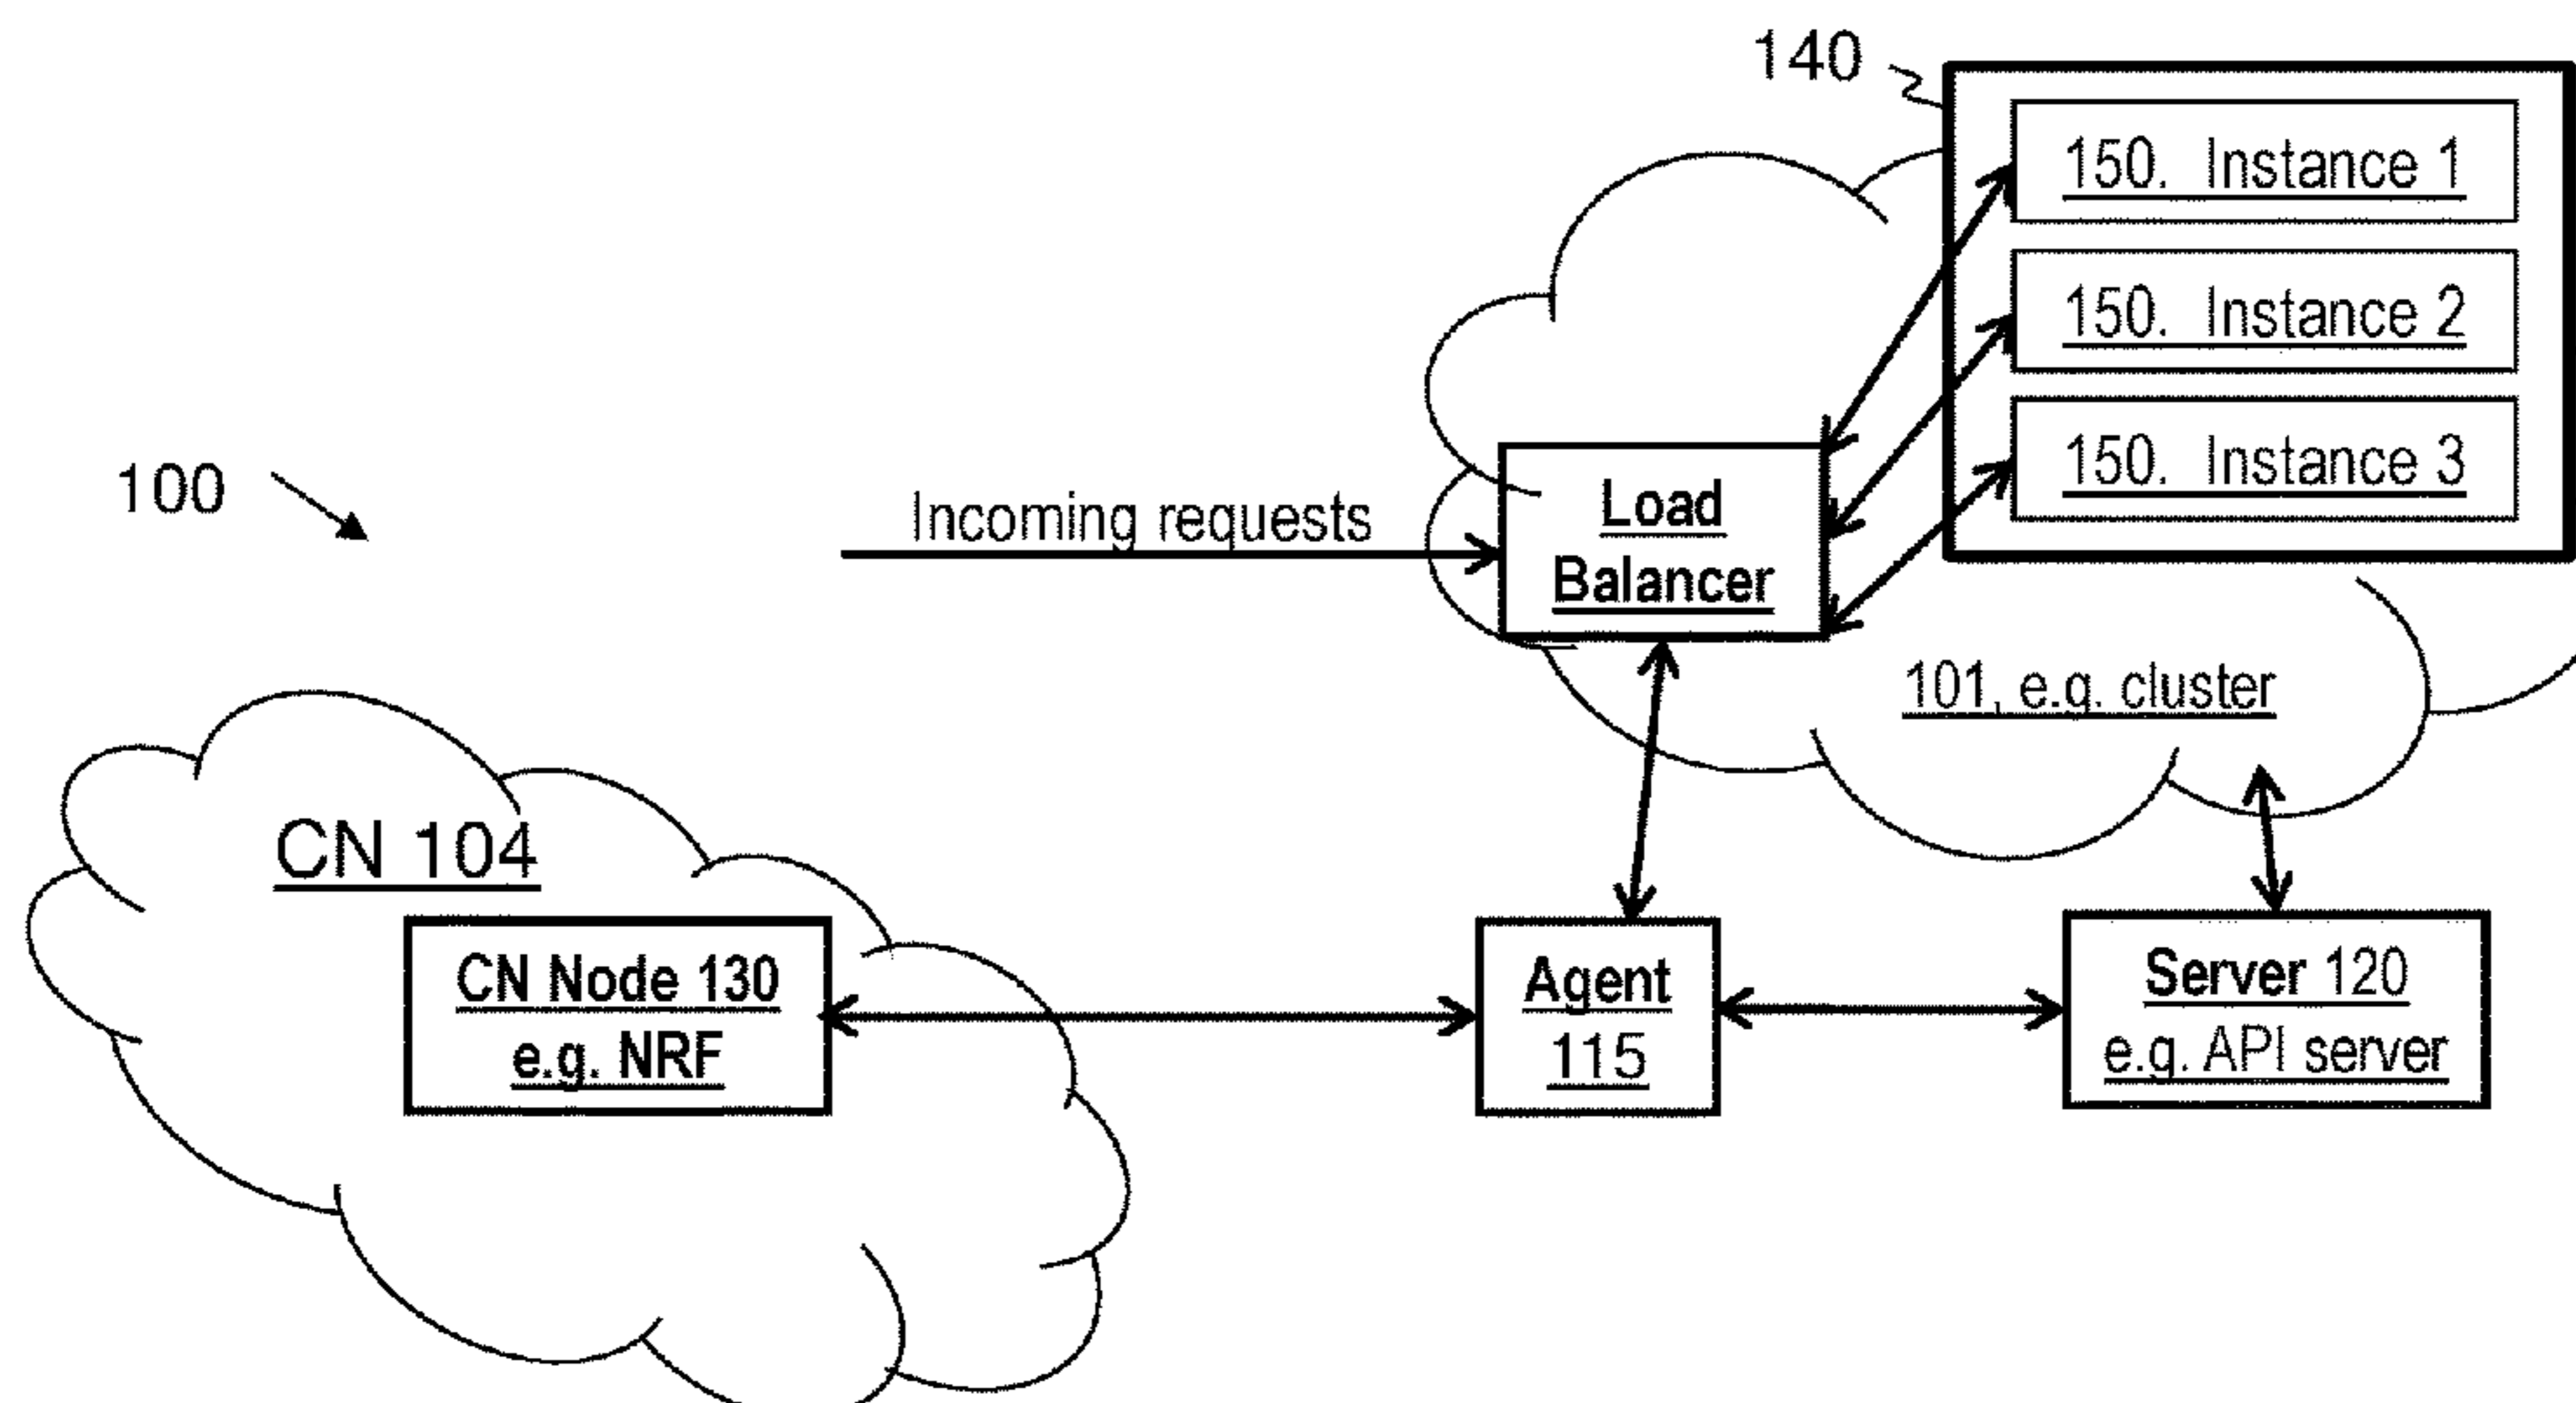 140
150. Instance 1
150. Instance 2
150. Instance 3
100
Incoming requests
Load
Balancer
101, e.g. cluster
CN 104
CN Node 130
e.g. NRF
Agent
115
Server 120
e.g. API server